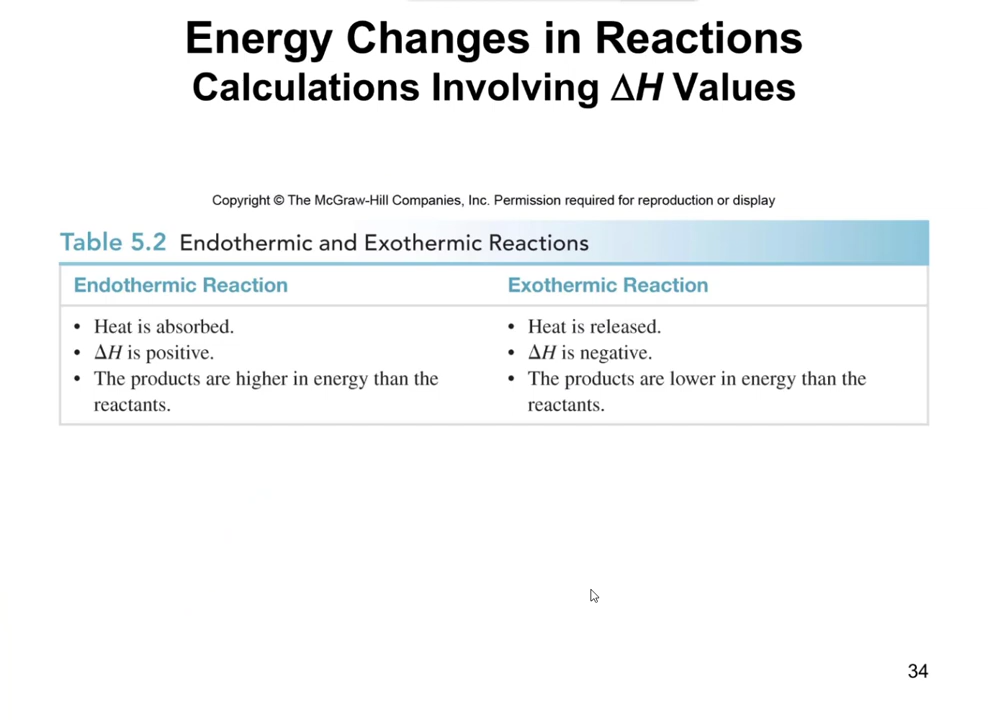 Energy Changes in Reactions
Calculations Involving ΔH Values
Copyright © The McGraw-Hill Companies, Inc. Permission required for reproduction or display
Table 5.2 Endothermic and Exothermic Reactions
Endothermic Reaction
• Heat is absorbed.
• ΔH is positive.
• The products are higher in energy than the
reactants.
Exothermic Reaction
• Heat is released.
• ΔH is negative.
• The products are lower in energy than the
reactants.
34